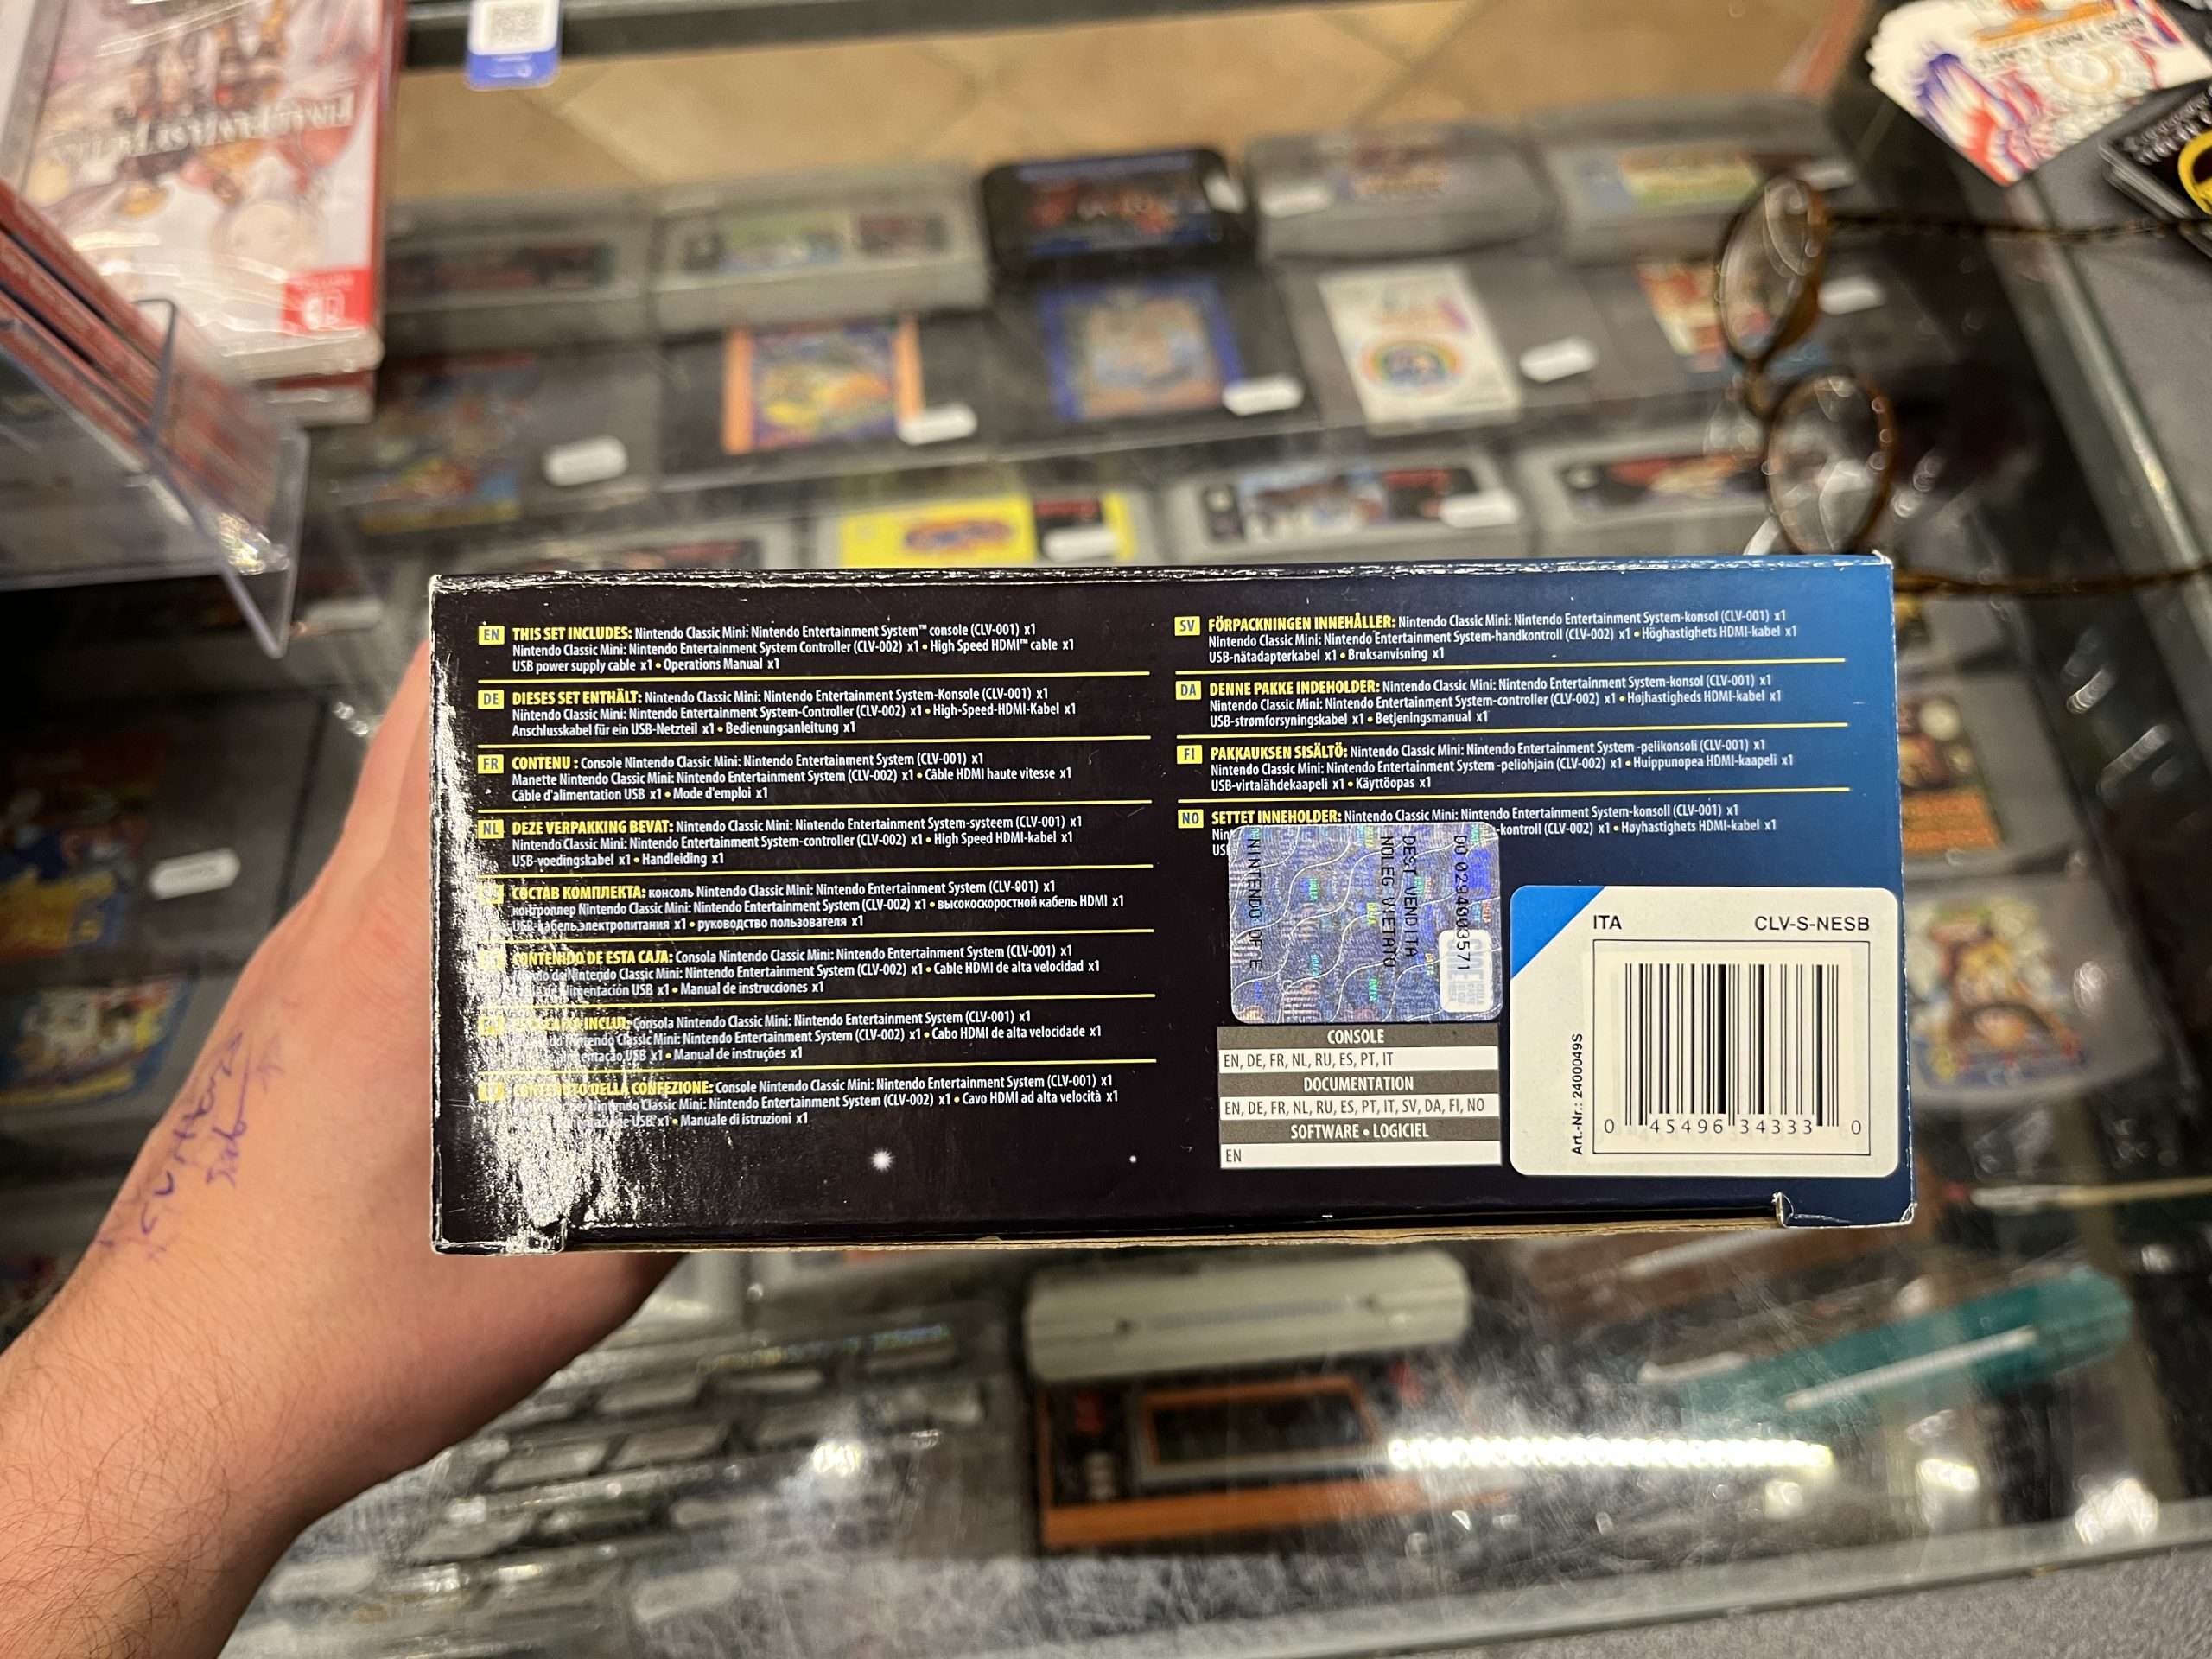 EN THIS SET INCLUDES: Nintendo Classic Mini: Nintendo Entertainment System™ console (CLV-001) x1
Nintendo Classic Mini: Nintendo Entertainment System Controller (CLV-002) x1 • High Speed HDMI™ cable x1
USB power supply cable x1 • Operations Manual x1
DE DIESES SET ENTHÄLT: Nintendo Classic Mini: Nintendo Entertainment System-Konsole (CLV-001) x1
Nintendo Classic Mini: Nintendo Entertainment System-Controller (CLV-002) x1 • High-Speed-HDMI-Kabel x1
Anschlusskabel für ein USB-Netzteil x1 • Bedienungsanleitung x1
FR CONTENU : Console Nintendo Classic Mini: Nintendo Entertainment System (CLV-001) x1
Manette Nintendo Classic Mini: Nintendo Entertainment System (CLV-002) x1 • Câble HDMI haute vitesse x1
Câble d'alimentation USB x1 • Mode d'emploi x1
NL DEZE VERPAKKING BEVAT: Nintendo Classic Mini: Nintendo Entertainment System-systeem (CLV-001) x1
Nintendo Classic Mini: Nintendo Entertainment System-controller (CLV-002) x1 • High Speed HDMI-kabel x1
USB-voedingskabel x1 • Handleiding x1
СОСТАВ КОМПЛЕКТА: консоль Nintendo Classic Mini: Nintendo Entertainment System (CLV-001) x1
контроллер Nintendo Classic Mini: Nintendo Entertainment System (CLV-002) x1 • высокоскоростной кабель HDMI x1
USB-кабель электропитания x1 • руководство пользователя x1
CONTENIDO DE ESTA CAJA: Consola Nintendo Classic Mini: Nintendo Entertainment System (CLV-001) x1
de Nintendo Classic Mini: Nintendo Entertainment System (CLV-002) x1 • Cable HDMI de alta velocidad x1
alimentación USB x1 • Manual de instrucciones x1
INCLUI: Consola Nintendo Classic Mini: Nintendo Entertainment System (CLV-001) x1
Nintendo Classic Mini: Nintendo Entertainment System (CLV-002) x1 • Cabo HDMI de alta velocidade x1
USB x1 • Manual de instruções x1
CONTENUTO DELLA CONFEZIONE: Console Nintendo Classic Mini: Nintendo Entertainment System (CLV-001) x1
Nintendo Classic Mini: Nintendo Entertainment System (CLV-002) x1 • Cavo HDMI ad alta velocità x1
USB x1 • Manuale di istruzioni x1
SV FÖRPACKNINGEN INNEHÅLLER: Nintendo Classic Mini: Nintendo Entertainment System-konsol (CLV-001) x1
Nintendo Classic Mini: Nintendo Entertainment System-handkontroll (CLV-002) x1 • Höghastighets HDMI-kabel x1
USB-nätadapterkabel x1 • Bruksanvisning x1
DA DENNE PAKKE INDEHOLDER: Nintendo Classic Mini: Nintendo Entertainment System-konsol (CLV-001) x1
Nintendo Classic Mini: Nintendo Entertainment System-controller (CLV-002) x1 • Højhastigheds HDMI-kabel x1
USB-strømforsyningskabel x1 • Betjeningsmanual x1
FI PAKKAUKSEN SISÄLTÖ: Nintendo Classic Mini: Nintendo Entertainment System -pelikonsoli (CLV-001) x1
Nintendo Classic Mini: Nintendo Entertainment System -peliohjain (CLV-002) x1 • Huippunopea HDMI-kaapeli x1
USB-virtalähdekaapeli x1 • Käyttöopas x1
NO SETTET INNEHOLDER: Nintendo Classic Mini: Nintendo Entertainment System-konsoll (CLV-001) x1
-kontroll (CLV-002) x1 • Høyhastighets HDMI-kabel x1
DO 02940003571
DEST VENDITA
NOLEG VIETATO
NINTENDO OF
CONSOLE
EN, DE, FR, NL, RU, ES, PT, IT
DOCUMENTATION
EN, DE, FR, NL, RU, ES, PT, IT, SV, DA, FI, NO
SOFTWARE • LOGICIEL
EN
ITA CLV-S-NESB
Art.-Nr.: 2400049S
0 45496 34333 0